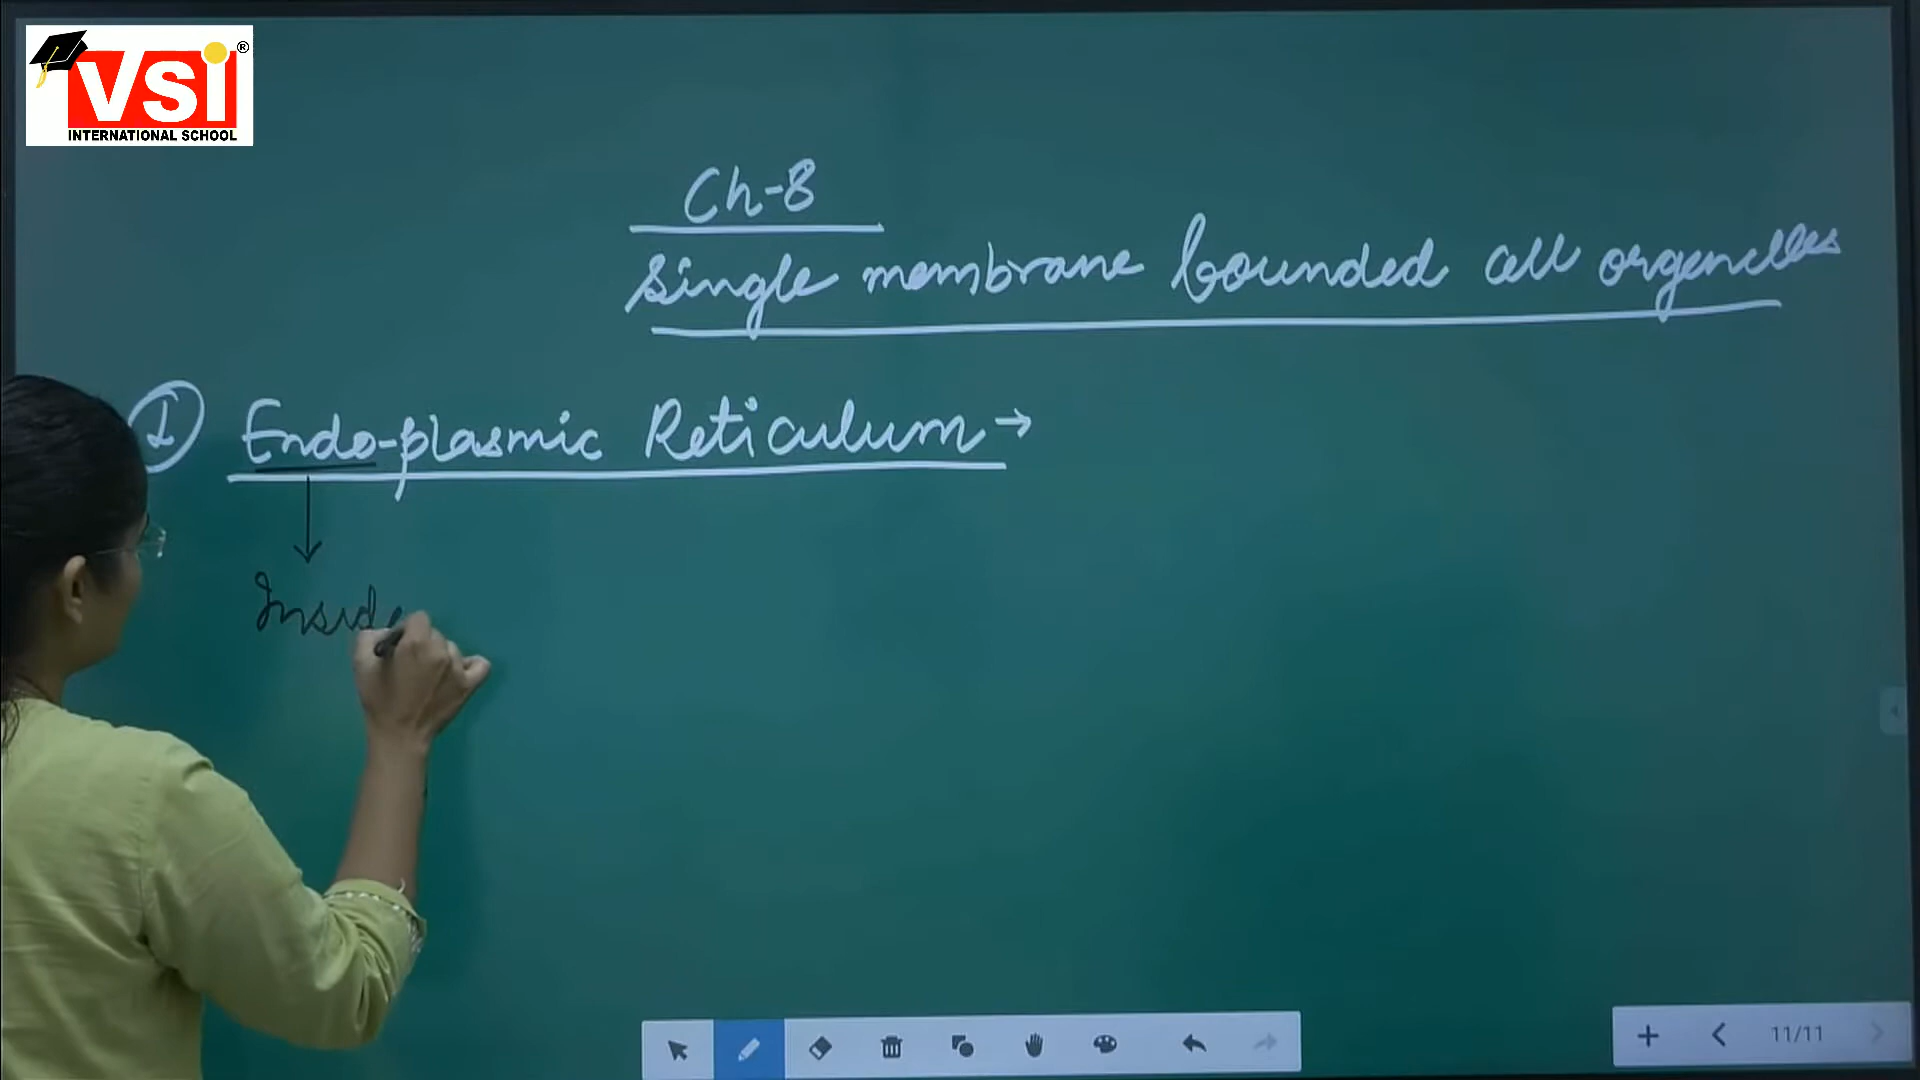 VSI ®
INTERNATIONAL SCHOOL
Ch-8
Single membrane bounded cell organelles
① Endo-plasmic Reticulum →
Inside
11/11